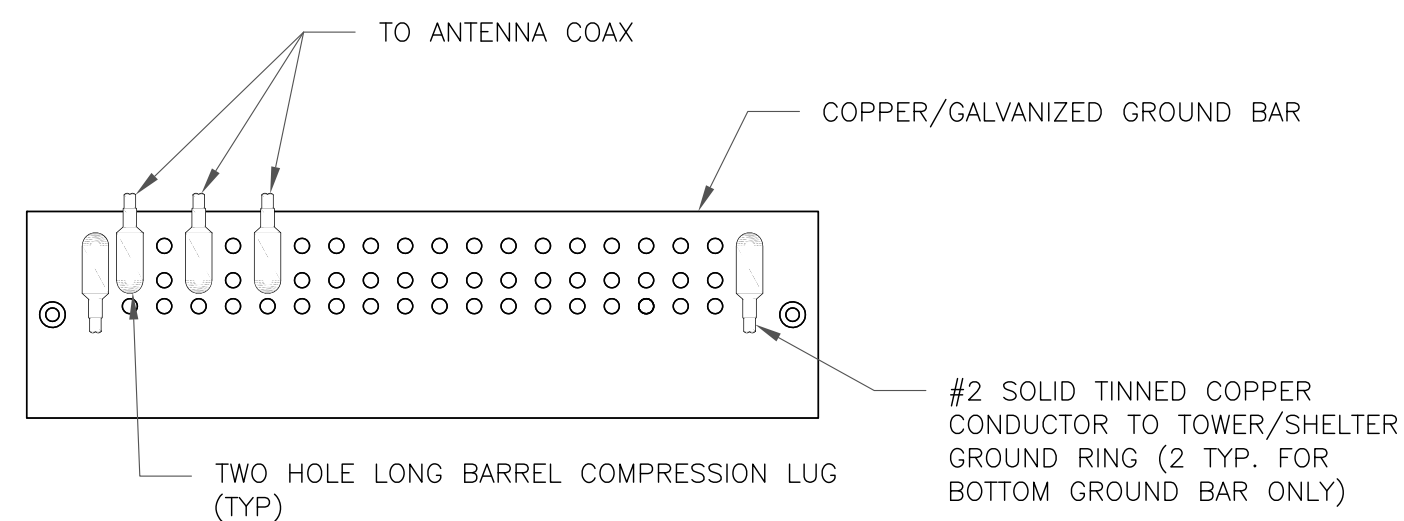 TO ANTENNA COAX
COPPER/GALVANIZED GROUND BAR
#2 SOLID TINNED COPPER
CONDUCTOR TO TOWER/SHELTER
GROUND RING (2 TYP. FOR
BOTTOM GROUND BAR ONLY)
TWO HOLE LONG BARREL COMPRESSION LUG
(TYP)